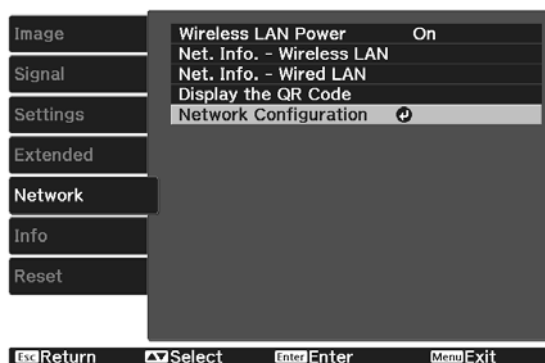 Image
Signal
Settings
Extended
Network
Info
Reset
Wireless LAN Power On
Net. Info. - Wireless LAN
Net. Info. - Wired LAN
Display the QR Code
Network Configuration
Esc Return Select Enter Enter Menu Exit